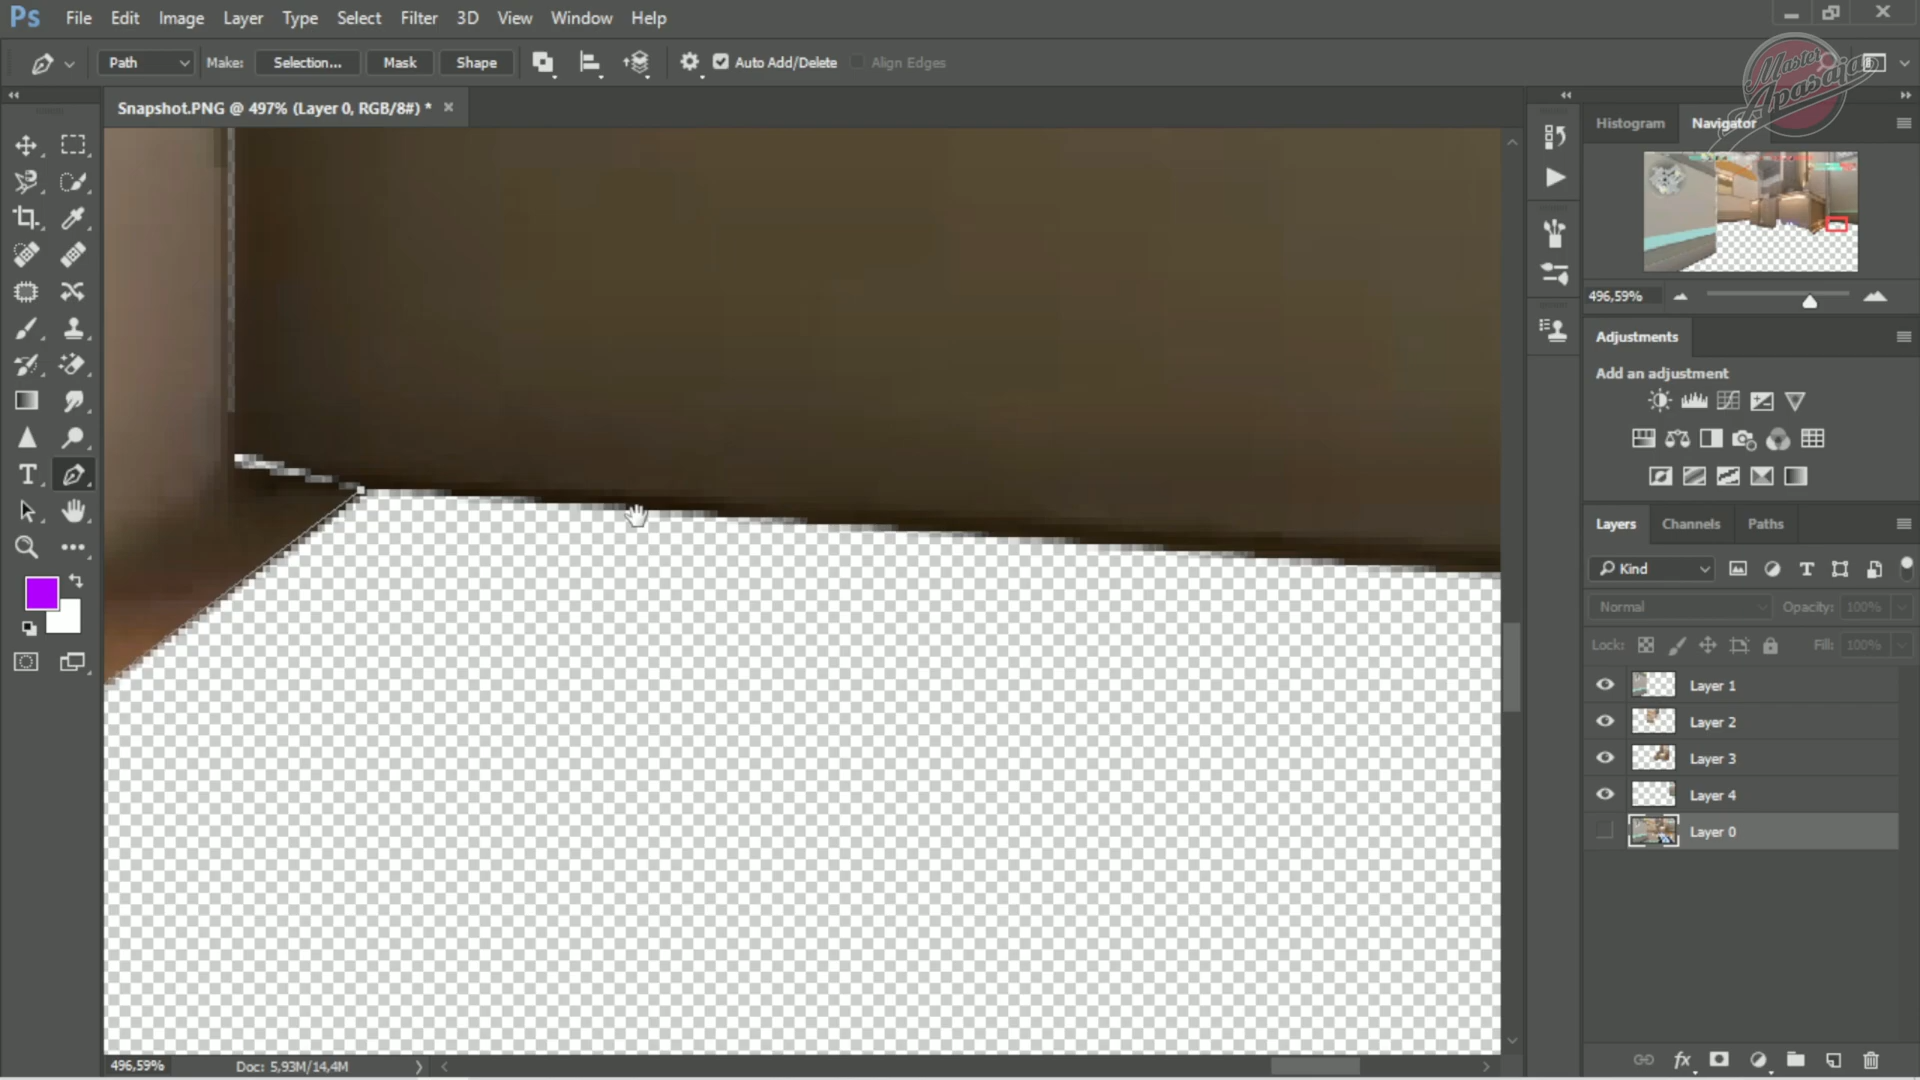 Ps File Edit Image Layer Type Select Filter 3D View Window Help
Path Make: Selection... Mask Shape Auto Add/Delete Align Edges
Master Apasaja
Snapshot.PNG @ 497% (Layer 0, RGB/8#) *
Histogram Navigator
496,59%
Adjustments
Add an adjustment
Layers Channels Paths
Kind
Normal Opacity: 100%
Lock: Fill: 100%
Layer 1
Layer 2
Layer 3
Layer 4
Layer 0
496,59% Doc: 5,93M/14,4M